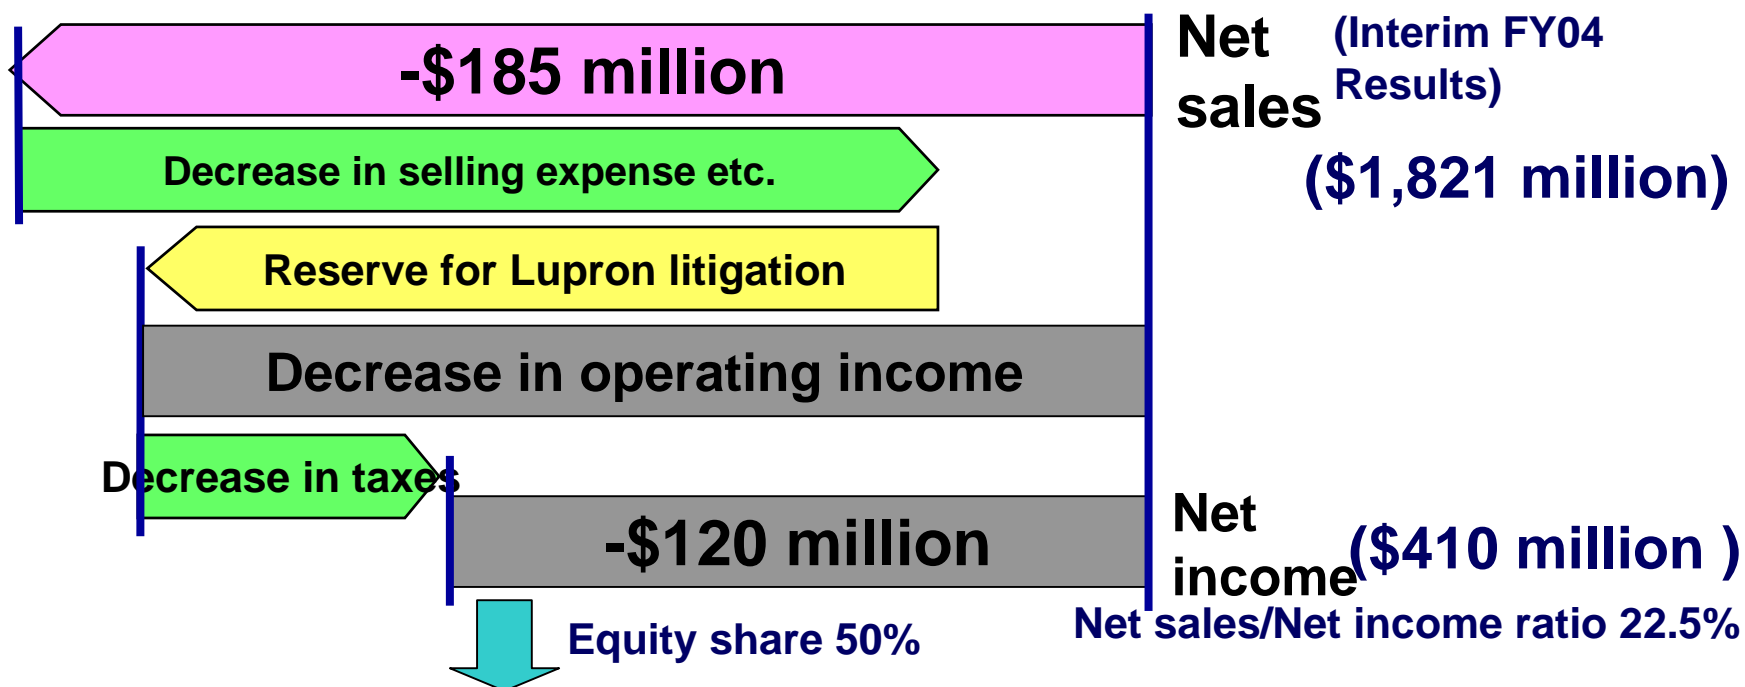 -$185 million
Net
sales
(Interim FY04
Results)
Decrease in selling expense etc.
($1,821 million)
Reserve for Lupron litigation
Decrease in operating income
Decrease in taxes
-$120 million
Net
income
($410 million )
Equity share 50%
Net sales/Net income ratio 22.5%